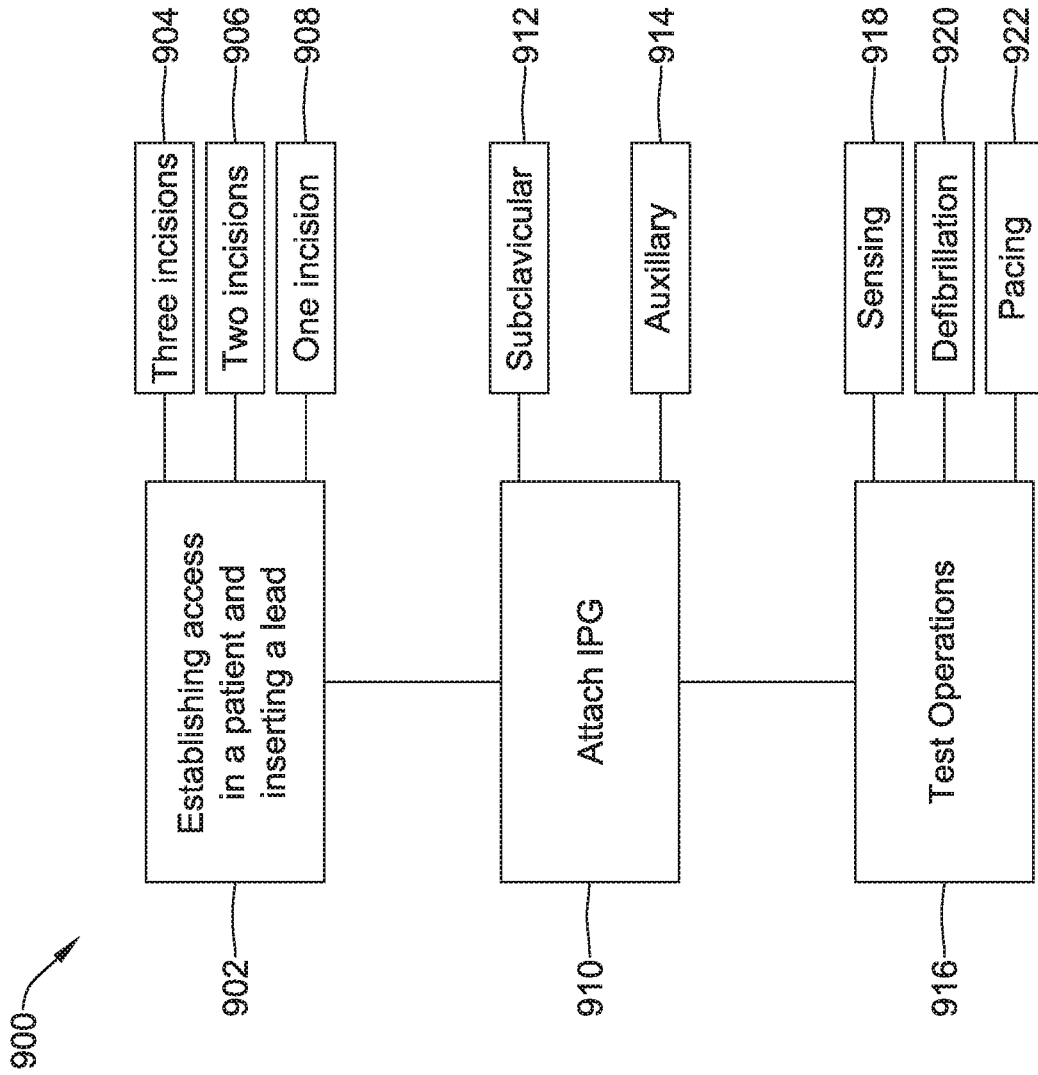 900
902
Establishing access
in a patient and
inserting a lead
Three incisions
904
Two incisions
906
One incision
908
910
Attach IPG
Subclavicular
912
Auxillary
914
916
Test Operations
Sensing
918
Defibrillation
920
Pacing
922